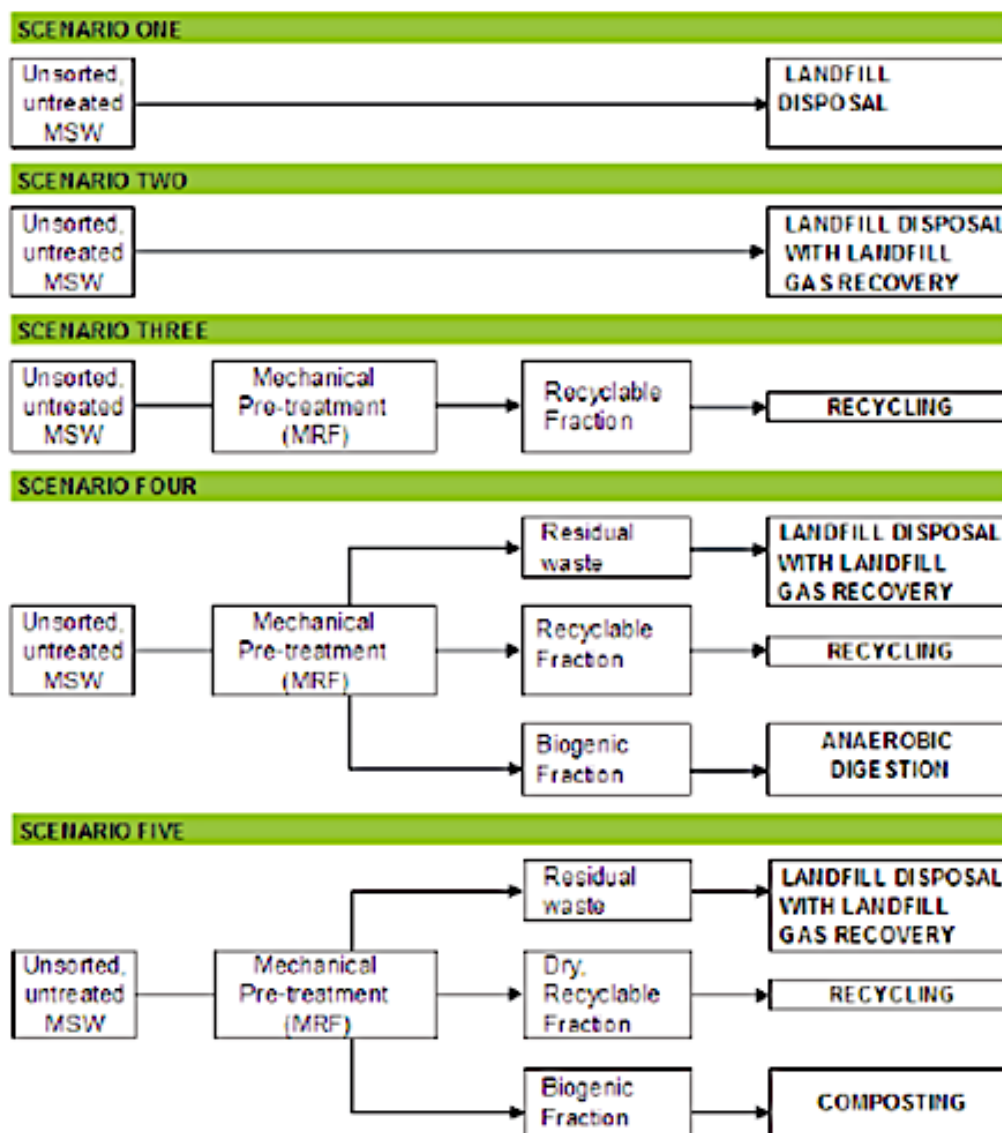 SCENARIO ONE
Unsorted,
untreated
MSW
LANDFILL
DISPOSAL
SCENARIO TWO
Unsorted,
untreated
MSW
LANDFILL DISPOSAL
WITH LANDFILL
GAS RECOVERY
SCENARIO THREE
Unsorted,
untreated
MSW
Mechanical
Pre-treatment
(MRF)
Recyclable
Fraction
RECYCLING
SCENARIO FOUR
Unsorted,
untreated
MSW
Mechanical
Pre-treatment
(MRF)
Residual
waste
LANDFILL DISPOSAL
WITH LANDFILL
GAS RECOVERY
Recyclable
Fraction
RECYCLING
Biogenic
Fraction
ANAEROBIC
DIGESTION
SCENARIO FIVE
Unsorted,
untreated
MSW
Mechanical
Pre-treatment
(MRF)
Residual
waste
LANDFILL DISPOSAL
WITH LANDFILL
GAS RECOVERY
Dry,
Recyclable
Fraction
RECYCLING
Biogenic
Fraction
COMPOSTING